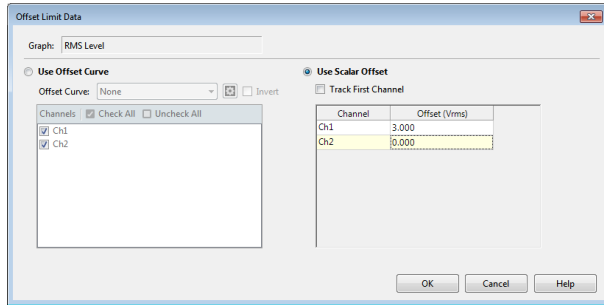 Offset Limit Data
Graph: RMS Level
Use Offset Curve
Offset Curve: None Invert
Channels Check All Uncheck All
Ch1
Ch2
Use Scalar Offset
Track First Channel
Channel Offset (Vrms)
Ch1 3.000
Ch2 0.000
OK Cancel Help